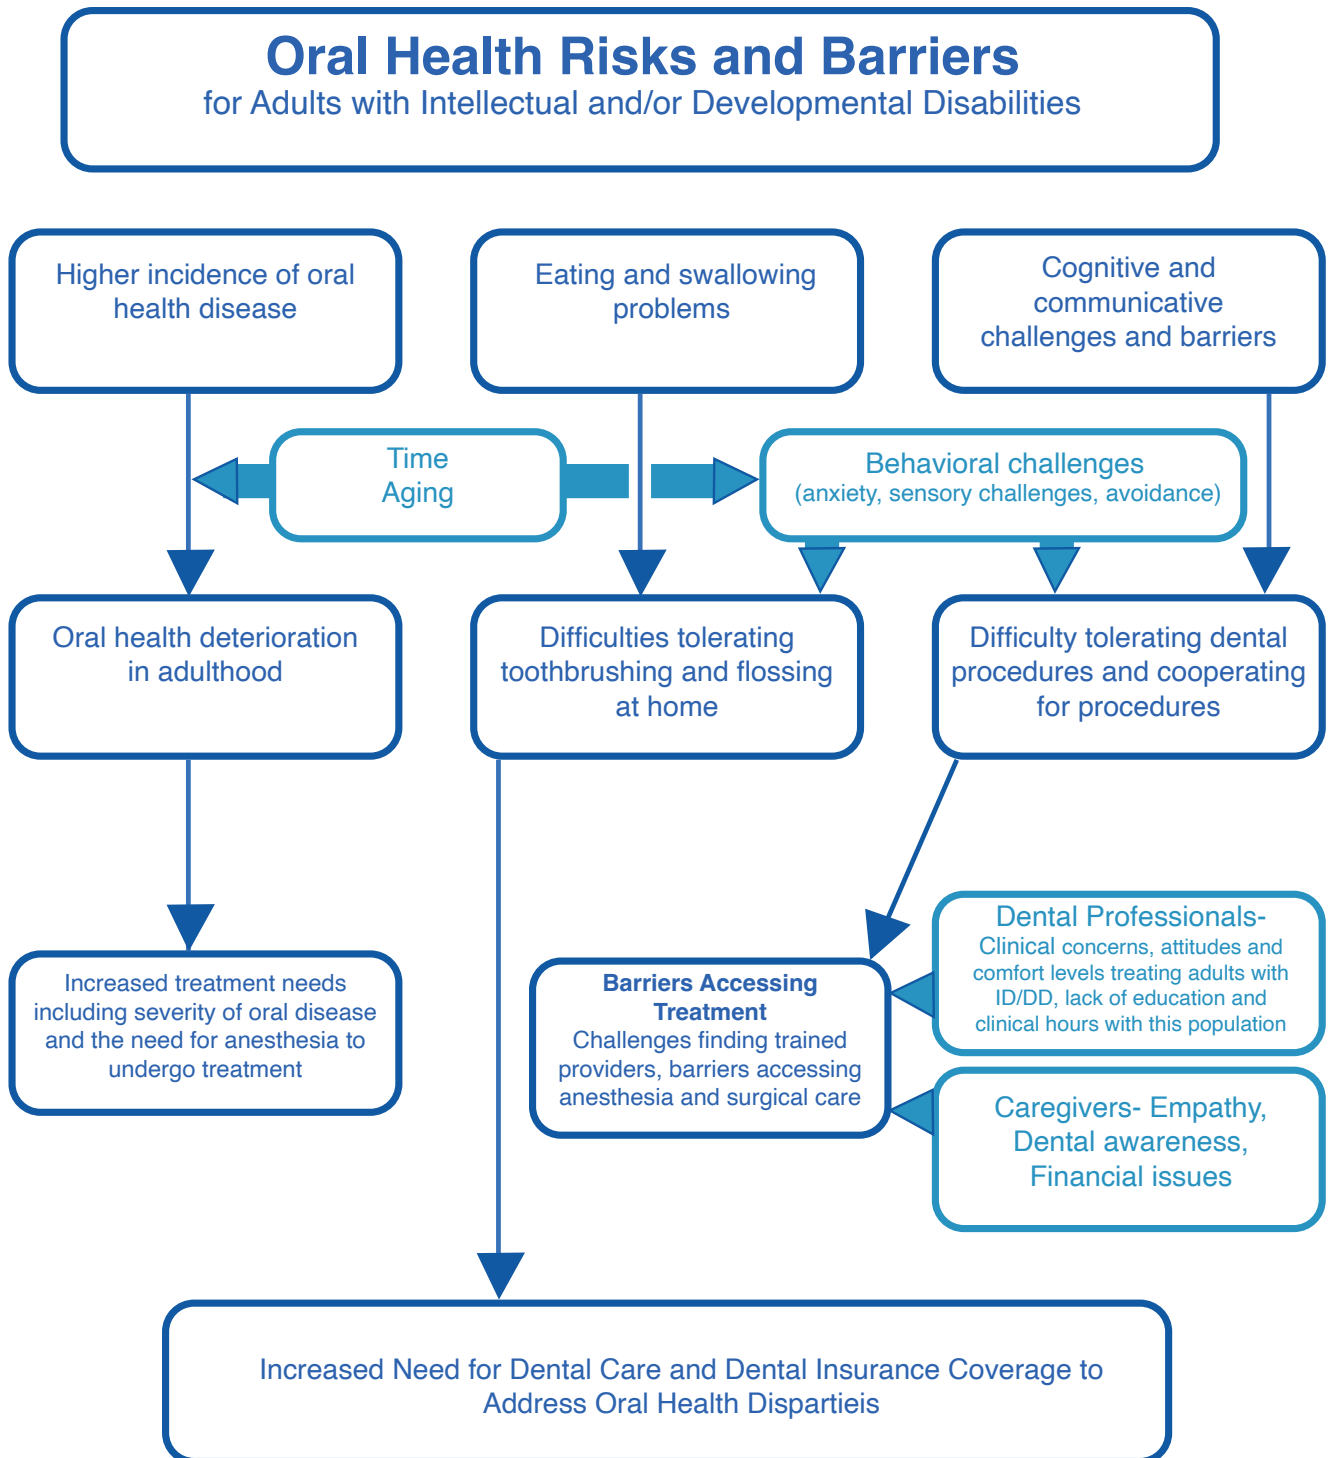 Oral Health Risks and Barriers
for Adults with Intellectual and/or Developmental Disabilities
Higher incidence of oral
health disease
Eating and swallowing
problems
Cognitive and
communicative
challenges and barriers
Time
Aging
Behavioral challenges
(anxiety, sensory challenges, avoidance)
Oral health deterioration
in adulthood
Difficulties tolerating
toothbrushing and flossing
at home
Difficulty tolerating dental
procedures and cooperating
for procedures
Increased treatment needs
including severity of oral disease
and the need for anesthesia to
undergo treatment
Barriers Accessing
Treatment
Challenges finding trained
providers, barriers accessing
anesthesia and surgical care
Dental Professionals-
Clinical concerns, attitudes and
comfort levels treating adults with
ID/DD, lack of education and
clinical hours with this population
Caregivers- Empathy,
Dental awareness,
Financial issues
Increased Need for Dental Care and Dental Insurance Coverage to
Address Oral Health Dispartieis